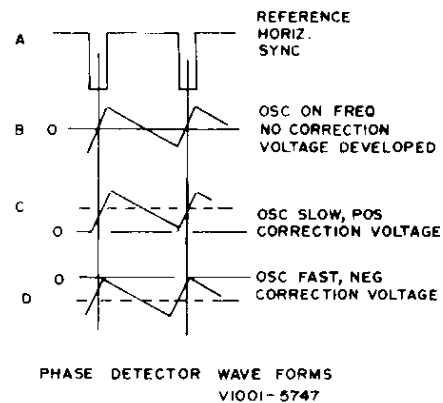 A
REFERENCE
HORIZ.
SYNC
B O
OSC ON FREQ
NO CORRECTION
VOLTAGE DEVELOPED
C
O
OSC SLOW, POS
CORRECTION VOLTAGE
O
D
OSC FAST, NEG
CORRECTION VOLTAGE
PHASE DETECTOR WAVE FORMS
V1001-5747